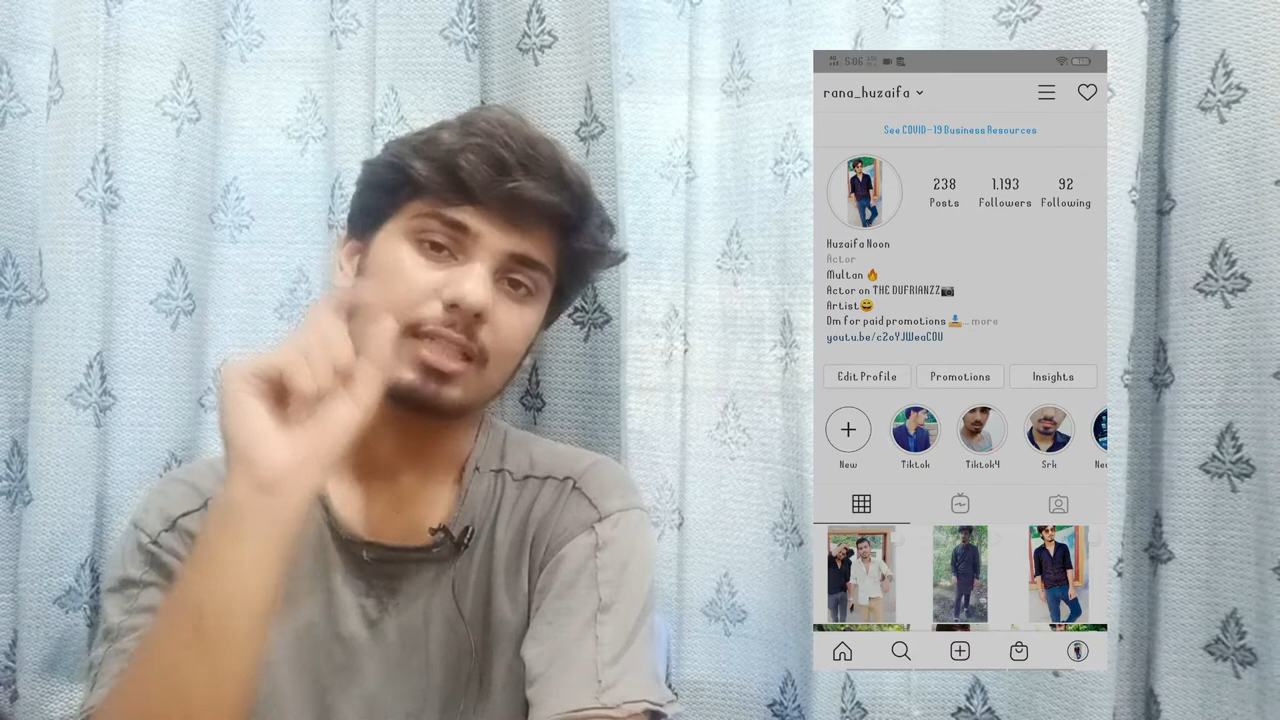 5:06
rana_huzaifa
See COVID-19 Business Resources
238 1,193 92
Posts Followers Following
Huzaifa Noon
Actor
Multan 🔥
Actor on THE DUFRIANZZ📷
Artist😄
Dm for paid promotions 📥... more
youtu.be/c2oYJWeaC0U
Edit Profile Promotions Insights
New Tiktok Tiktok4 Srk